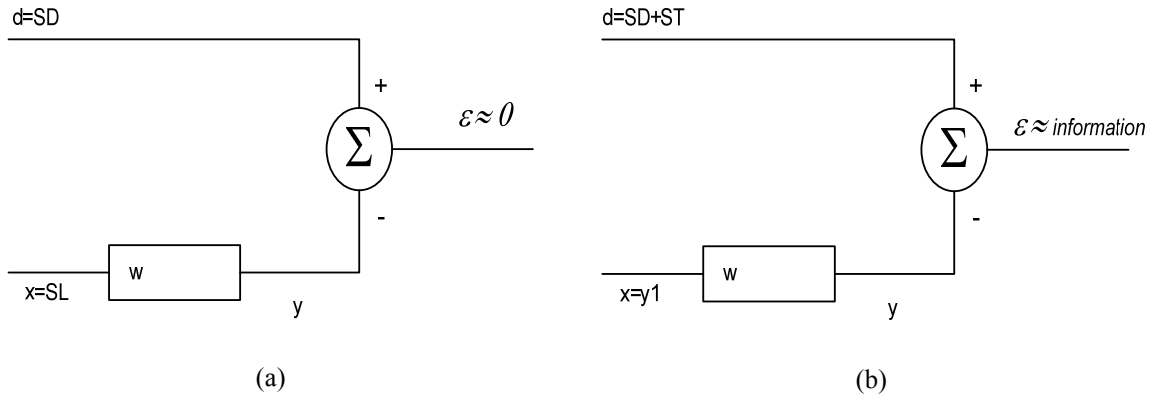 d=SD
+
Σ
ε≈0
-
w
x=SL
y
(a)
d=SD+ST
+
Σ
ε≈information
-
w
x=y1
y
(b)